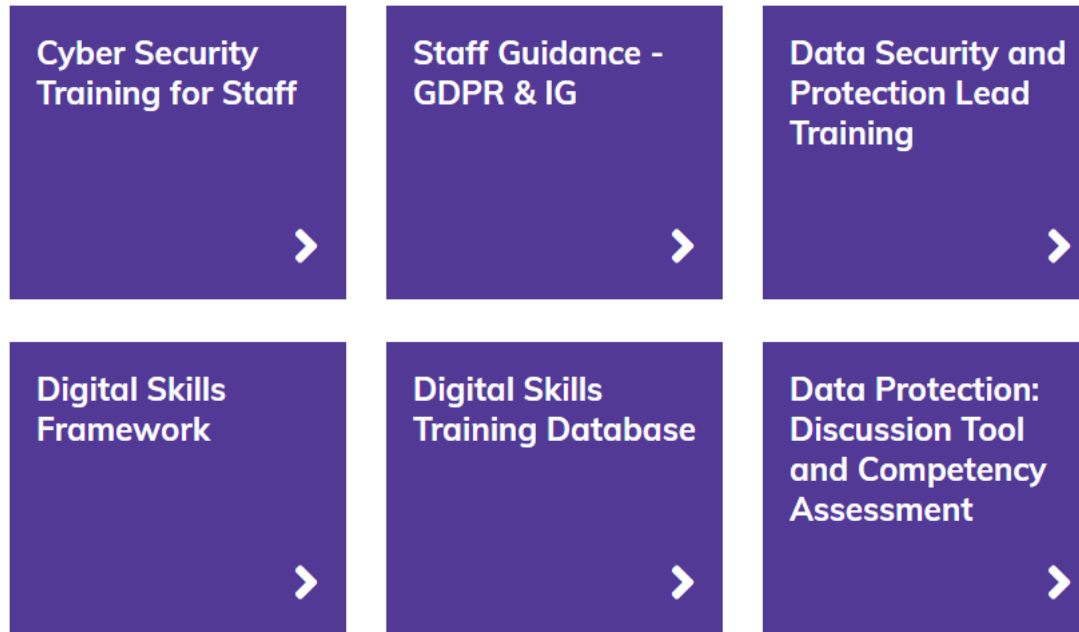 Cyber Security
Training for Staff
Staff Guidance -
GDPR & IG
Data Security and
Protection Lead
Training
Digital Skills
Framework
Digital Skills
Training Database
Data Protection:
Discussion Tool
and Competency
Assessment